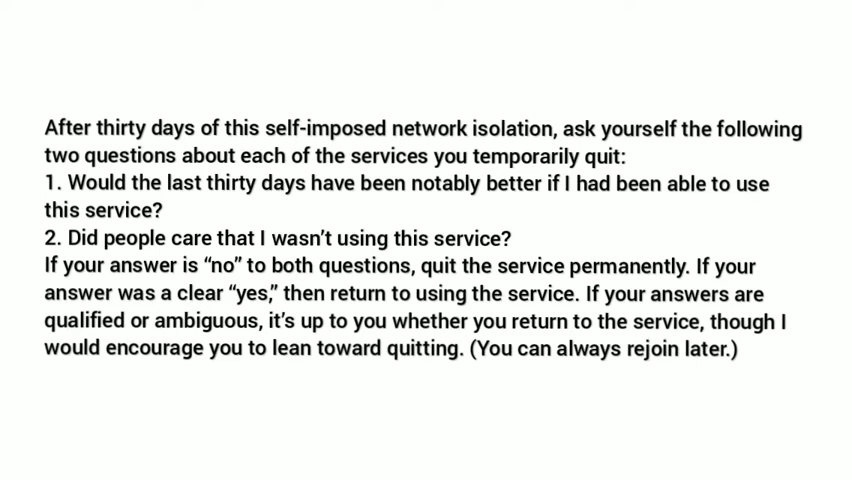 After thirty days of this self-imposed network isolation, ask yourself the following
two questions about each of the services you temporarily quit:
1. Would the last thirty days have been notably better if I had been able to use
this service?
2. Did people care that I wasn’t using this service?
If your answer is “no” to both questions, quit the service permanently. If your
answer was a clear “yes,” then return to using the service. If your answers are
qualified or ambiguous, it’s up to you whether you return to the service, though I
would encourage you to lean toward quitting. (You can always rejoin later.)